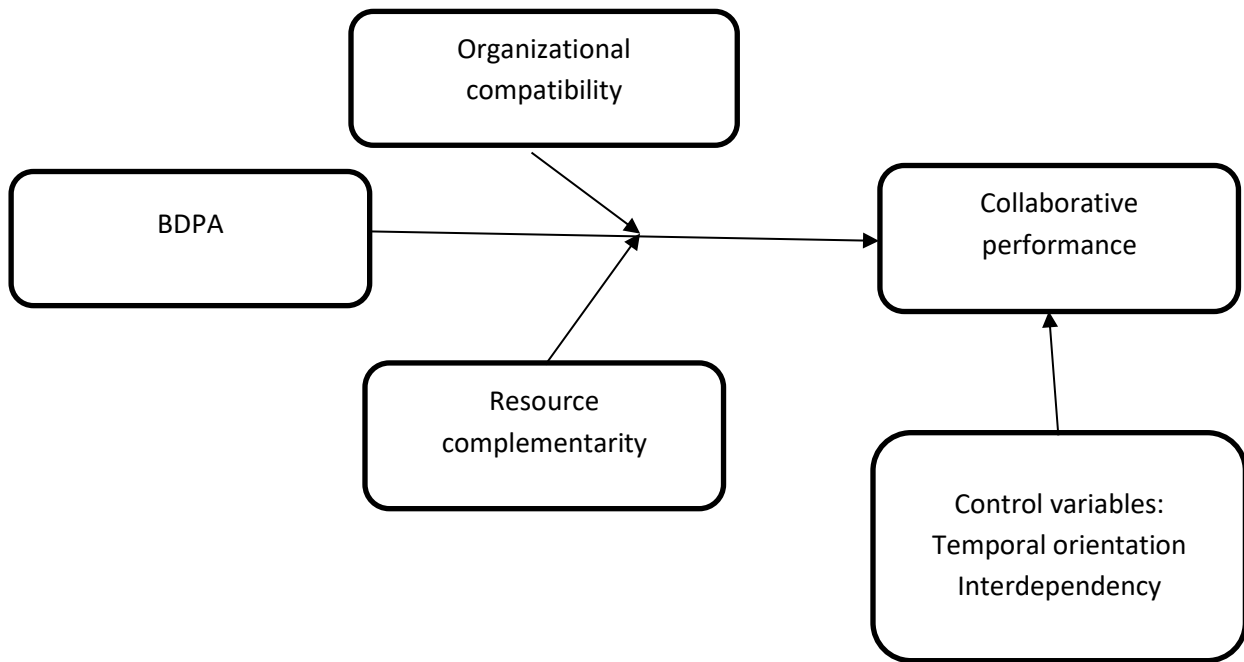 Organizational
compatibility
BDPA
Collaborative
performance
Resource
complementarity
Control variables:
Temporal orientation
Interdependency